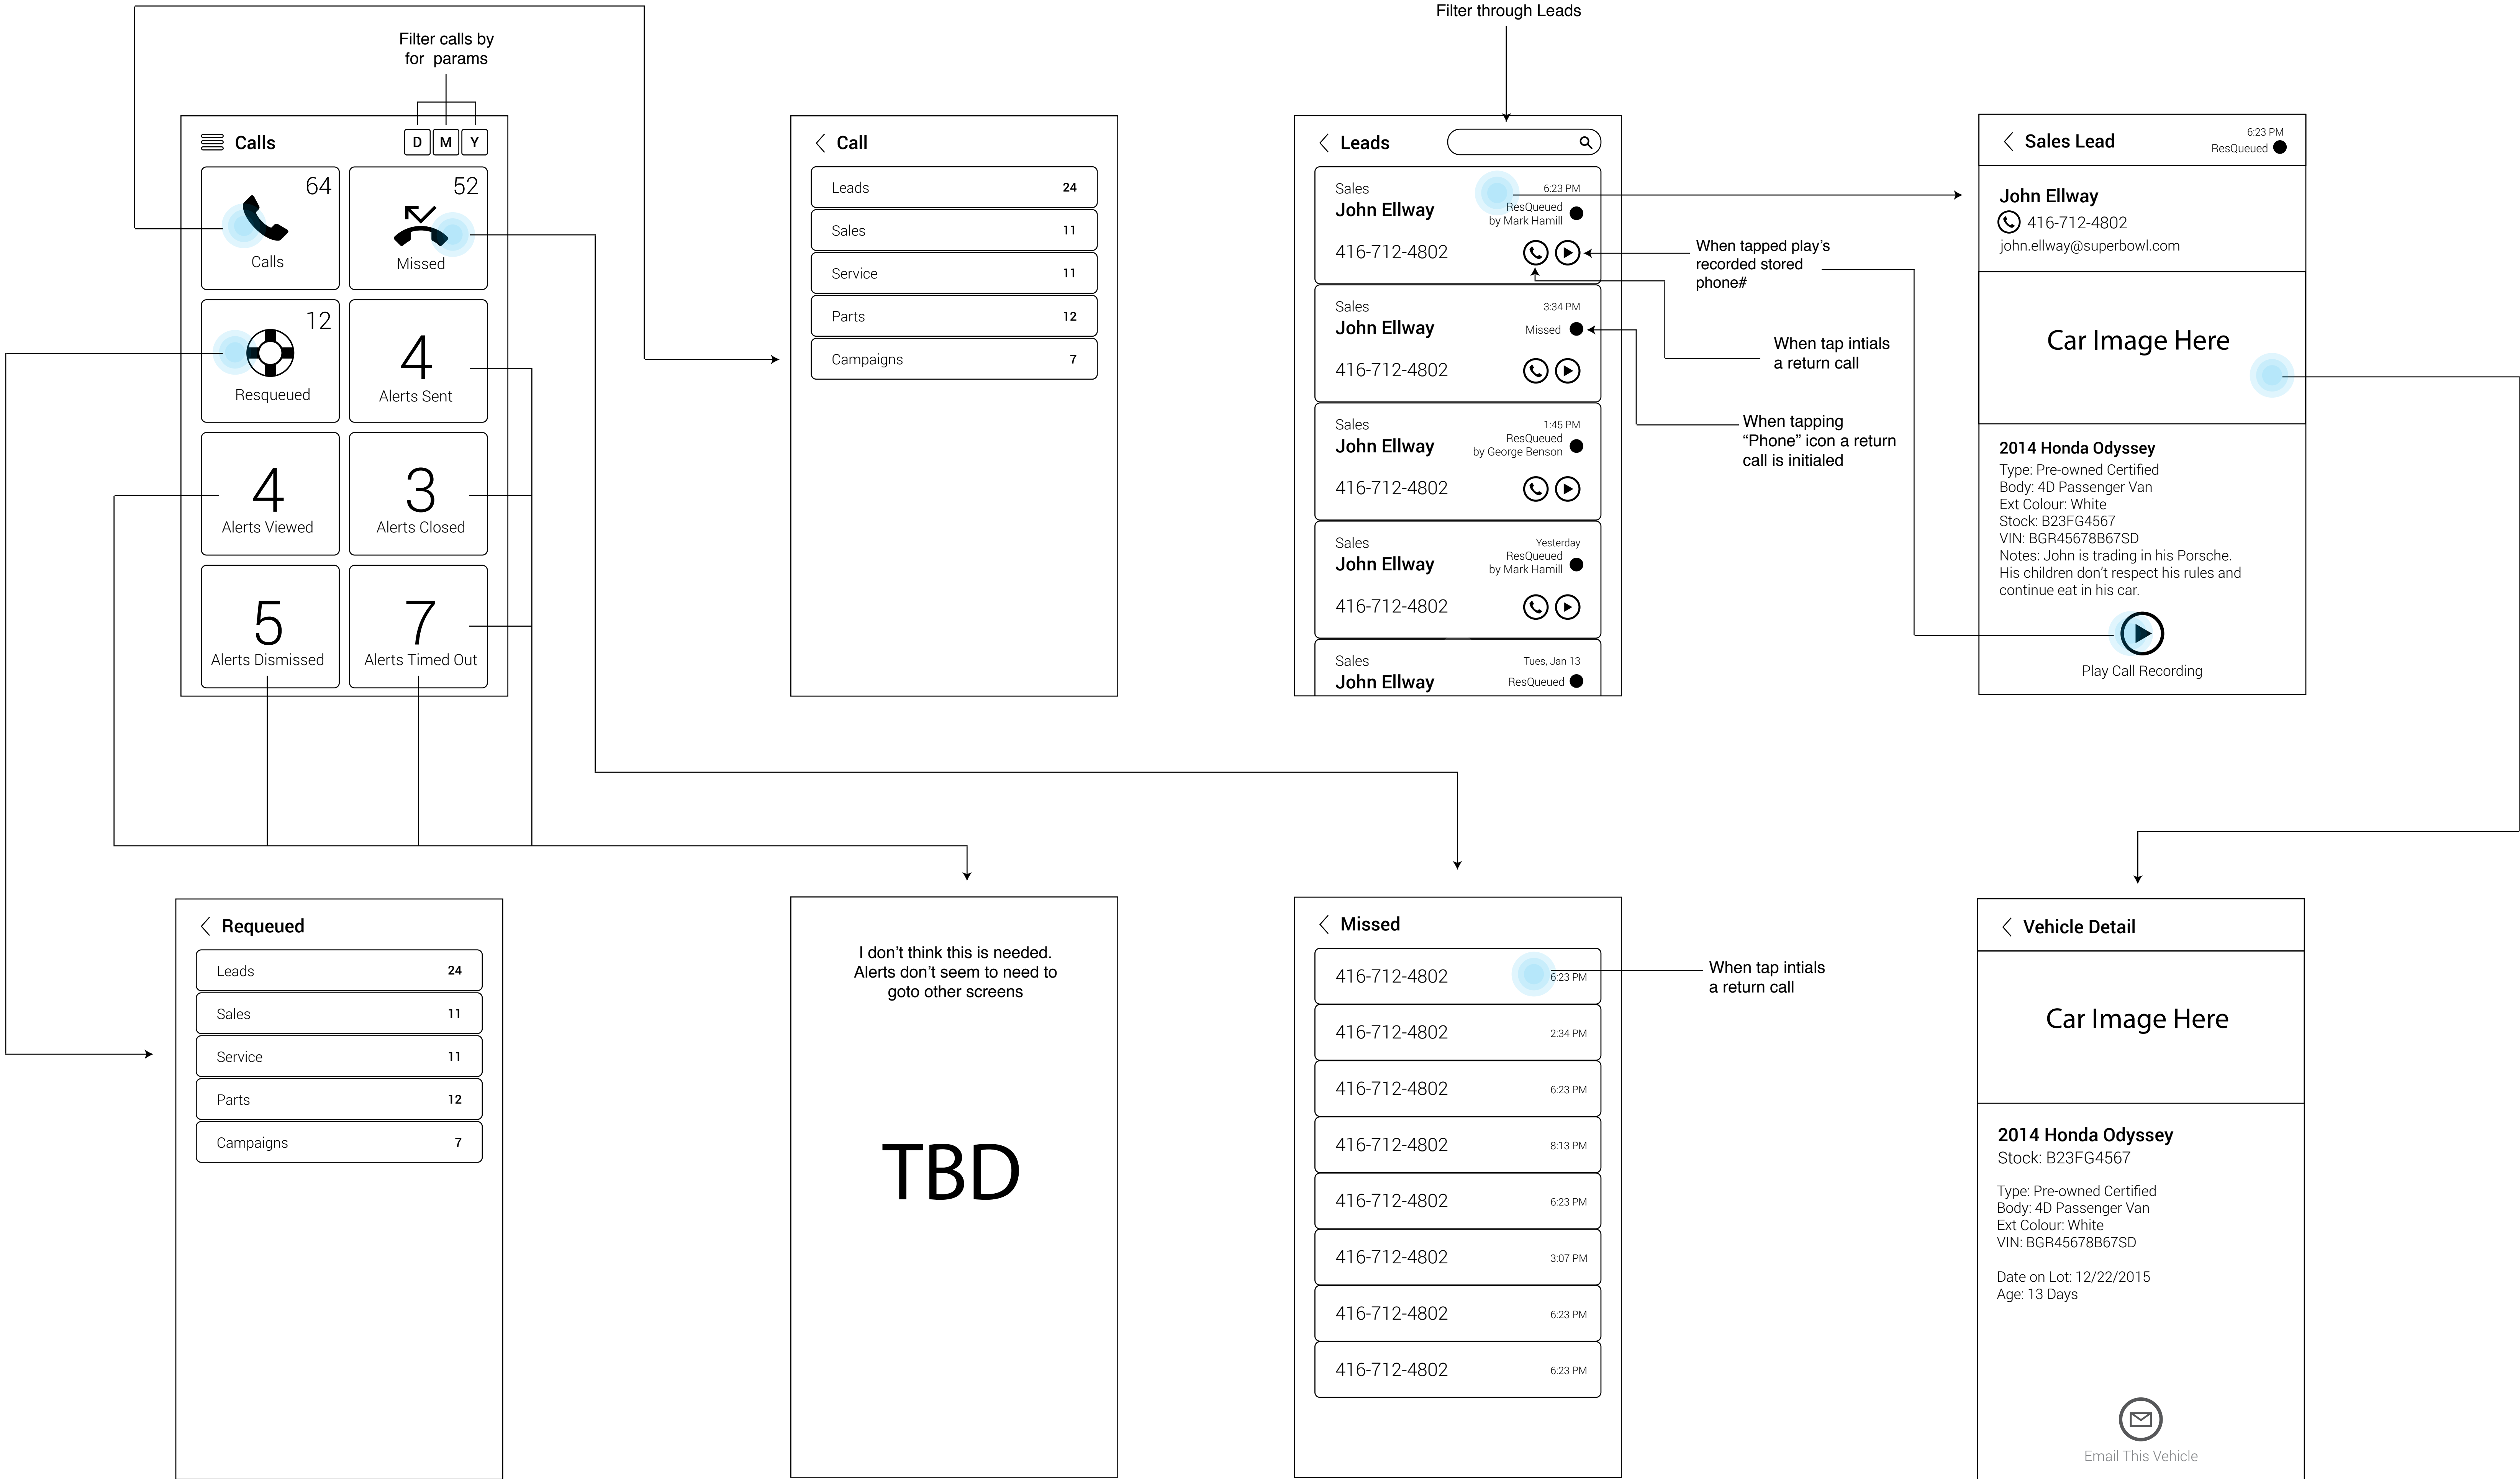 Filter calls by
for params
Calls
D
M
Y
64
Calls
52
Missed
12
Resqueued
4
Alerts Sent
4
Alerts Viewed
3
Alerts Closed
5
Alerts Dismissed
7
Alerts Timed Out
Call
Leads 24
Sales 11
Service 11
Parts 12
Campaigns 7
Filter through Leads
Leads
Sales 6:23 PM
John Ellway ResQueued
by Mark Hamill
416-712-4802
Sales 3:34 PM
John Ellway Missed
416-712-4802
Sales 1:45 PM
John Ellway ResQueued
by George Benson
416-712-4802
Sales Yesterday
John Ellway ResQueued
by Mark Hamill
416-712-4802
Sales Tues, Jan 13
John Ellway ResQueued
When tapped play's
recorded stored
phone#
When tap intials
a return call
When tapping
“Phone” icon a return
call is initialed
Sales Lead
6:23 PM
ResQueued
John Ellway
416-712-4802
john.ellway@superbowl.com
Car Image Here
2014 Honda Odyssey
Type: Pre-owned Certified
Body: 4D Passenger Van
Ext Colour: White
Stock: B23FG4567
VIN: BGR45678B67SD
Notes: John is trading in his Porsche.
His children don't respect his rules and
continue eat in his car.
Play Call Recording
Requeued
Leads 24
Sales 11
Service 11
Parts 12
Campaigns 7
I don't think this is needed.
Alerts don't seem to need to
goto other screens
TBD
Missed
416-712-4802 6:23 PM
416-712-4802 2:34 PM
416-712-4802 6:23 PM
416-712-4802 8:13 PM
416-712-4802 6:23 PM
416-712-4802 3:07 PM
416-712-4802 6:23 PM
416-712-4802 6:23 PM
When tap intials
a return call
Vehicle Detail
Car Image Here
2014 Honda Odyssey
Stock: B23FG4567
Type: Pre-owned Certified
Body: 4D Passenger Van
Ext Colour: White
VIN: BGR45678B67SD
Date on Lot: 12/22/2015
Age: 13 Days
Email This Vehicle